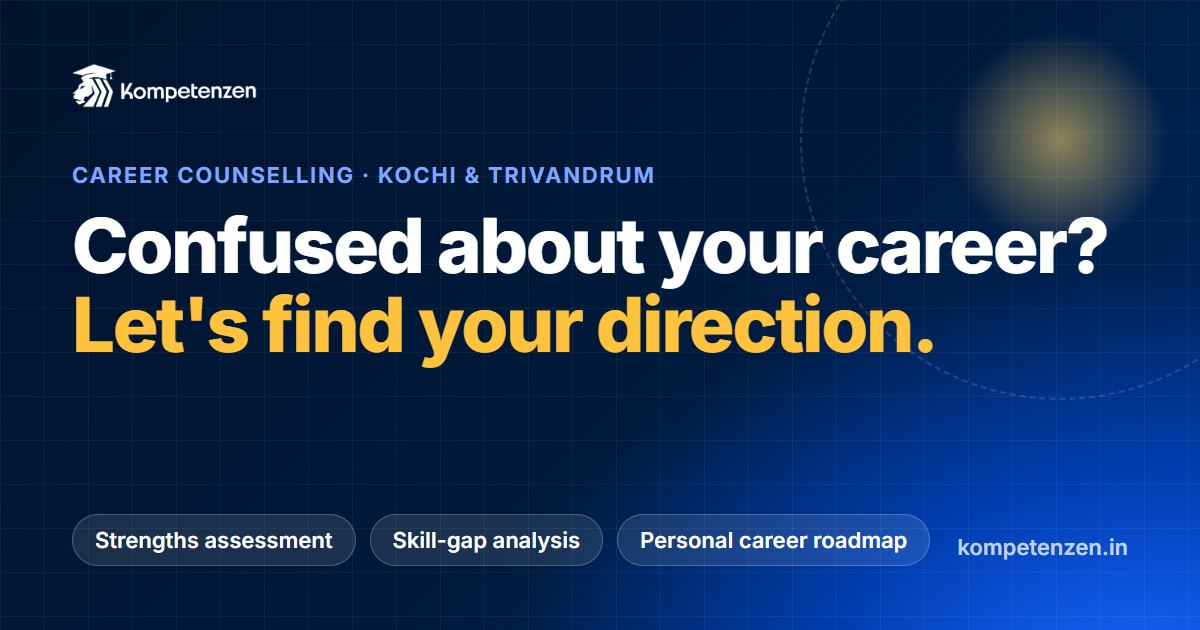 Kompetenzen
CAREER COUNSELLING · KOCHI & TRIVANDRUM
Confused about your career?
Let's find your direction.
Strengths assessment
Skill-gap analysis
Personal career roadmap
kompetenzen.in